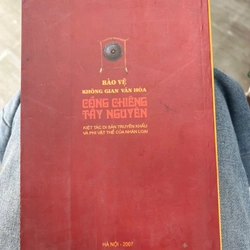 BẢO VỆ
KHÔNG GIAN VĂN HÓA
CỒNG CHIÊNG
TÂY NGUYÊN
KIỆT TÁC DI SẢN TRUYỀN KHẨU
VÀ PHI VẬT THỂ CỦA NHÂN LOẠI
HÀ NỘI - 2007